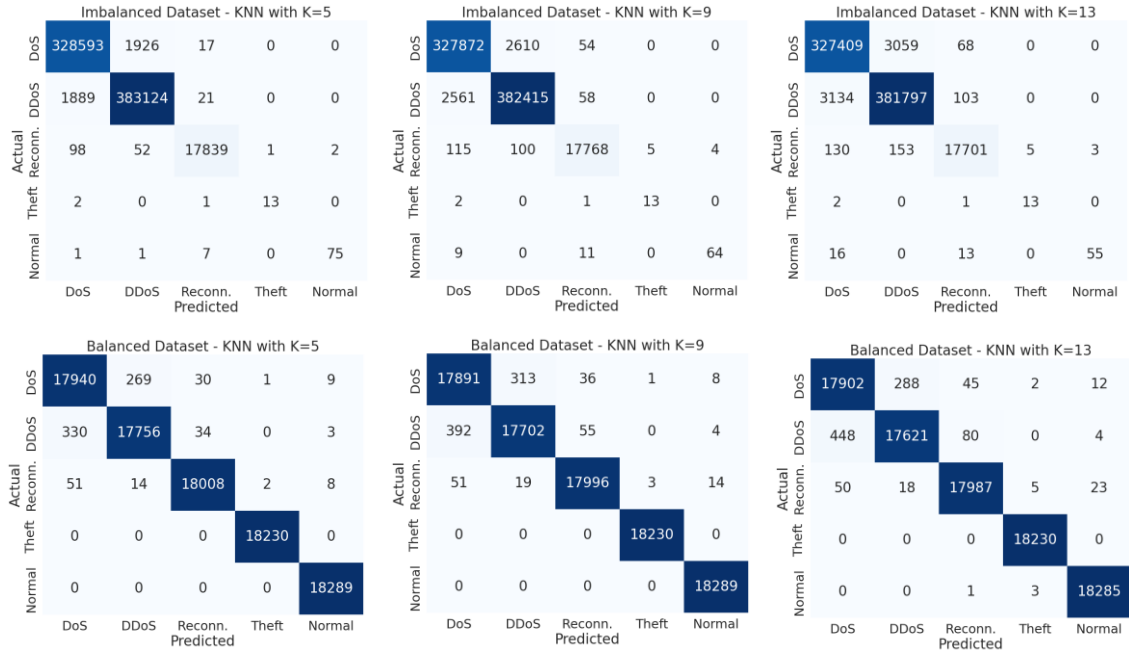 Imbalanced Dataset - KNN with K=5
DoS 328593 1926 17 0 0
DDoS 1889 383124 21 0 0
Reconn. 98 52 17839 1 2
Theft 2 0 1 13 0
Normal 1 1 7 0 75
Actual
DoS DDoS Reconn. Theft Normal
Predicted
Imbalanced Dataset - KNN with K=9
DoS 327872 2610 54 0 0
DDoS 2561 382415 58 0 0
Reconn. 115 100 17768 5 4
Theft 2 0 1 13 0
Normal 9 0 11 0 64
Actual
DoS DDoS Reconn. Theft Normal
Predicted
Imbalanced Dataset - KNN with K=13
DoS 327409 3059 68 0 0
DDoS 3134 381797 103 0 0
Reconn. 130 153 17701 5 3
Theft 2 0 1 13 0
Normal 16 0 13 0 55
Actual
DoS DDoS Reconn. Theft Normal
Predicted
Balanced Dataset - KNN with K=5
DoS 17940 269 30 1 9
DDoS 330 17756 34 0 3
Reconn. 51 14 18008 2 8
Theft 0 0 0 18230 0
Normal 0 0 0 0 18289
Actual
DoS DDoS Reconn. Theft Normal
Predicted
Balanced Dataset - KNN with K=9
DoS 17891 313 36 1 8
DDoS 392 17702 55 0 4
Reconn. 51 19 17996 3 14
Theft 0 0 0 18230 0
Normal 0 0 0 0 18289
Actual
DoS DDoS Reconn. Theft Normal
Predicted
Balanced Dataset - KNN with K=13
DoS 17902 288 45 2 12
DDoS 448 17621 80 0 4
Reconn. 50 18 17987 5 23
Theft 0 0 0 18230 0
Normal 0 0 1 3 18285
Actual
DoS DDoS Reconn. Theft Normal
Predicted